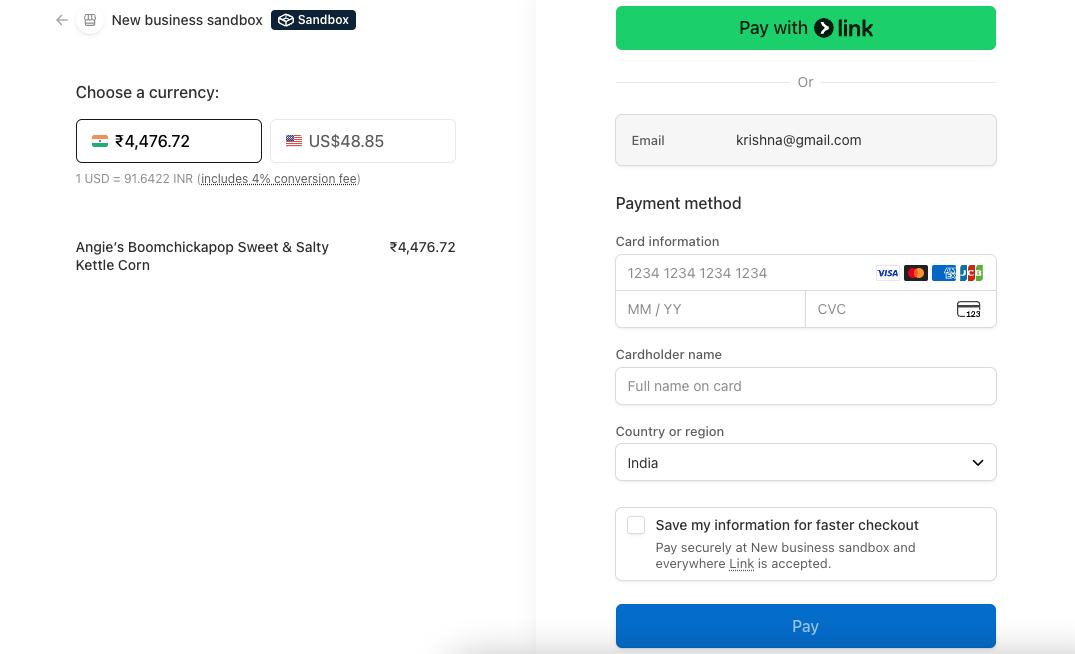 New business sandbox Sandbox
Choose a currency:
₹4,476.72 US$48.85
1 USD = 91.6422 INR (includes 4% conversion fee)
Angie’s Boomchickapop Sweet & Salty ₹4,476.72
Kettle Corn
Pay with link
Or
Email krishna@gmail.com
Payment method
Card information
1234 1234 1234 1234 VISA JCB
MM / YY CVC 123
Cardholder name
Full name on card
Country or region
India
Save my information for faster checkout
Pay securely at New business sandbox and
everywhere Link is accepted.
Pay